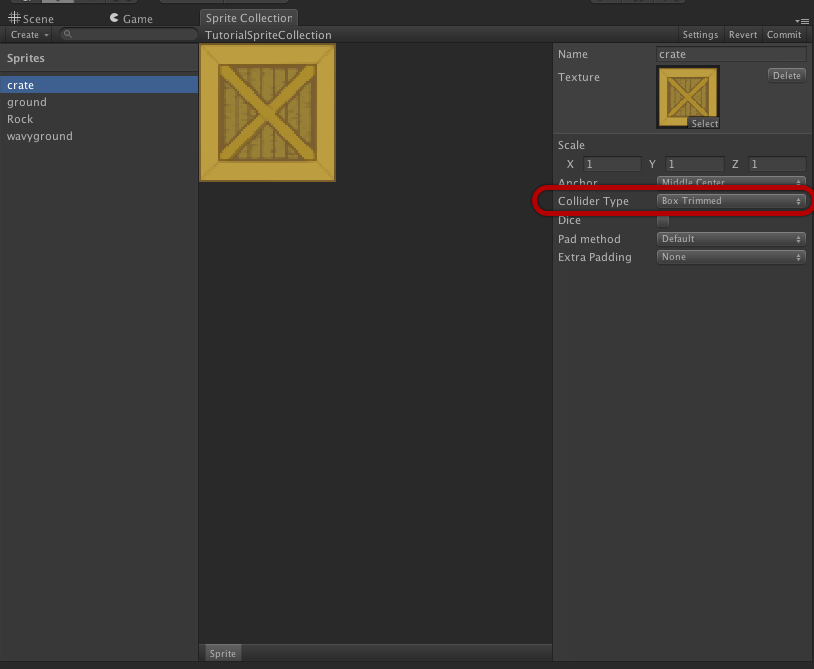 Scene Game Sprite Collection
Create TutorialSpriteCollection Settings Revert Commit
Sprites
crate
ground
Rock
wavyground
Name crate
Texture Delete
Select
Scale
X 1 Y 1 Z 1
Anchor Middle Center
Collider Type Box Trimmed
Dice
Pad method Default
Extra Padding None
Sprite